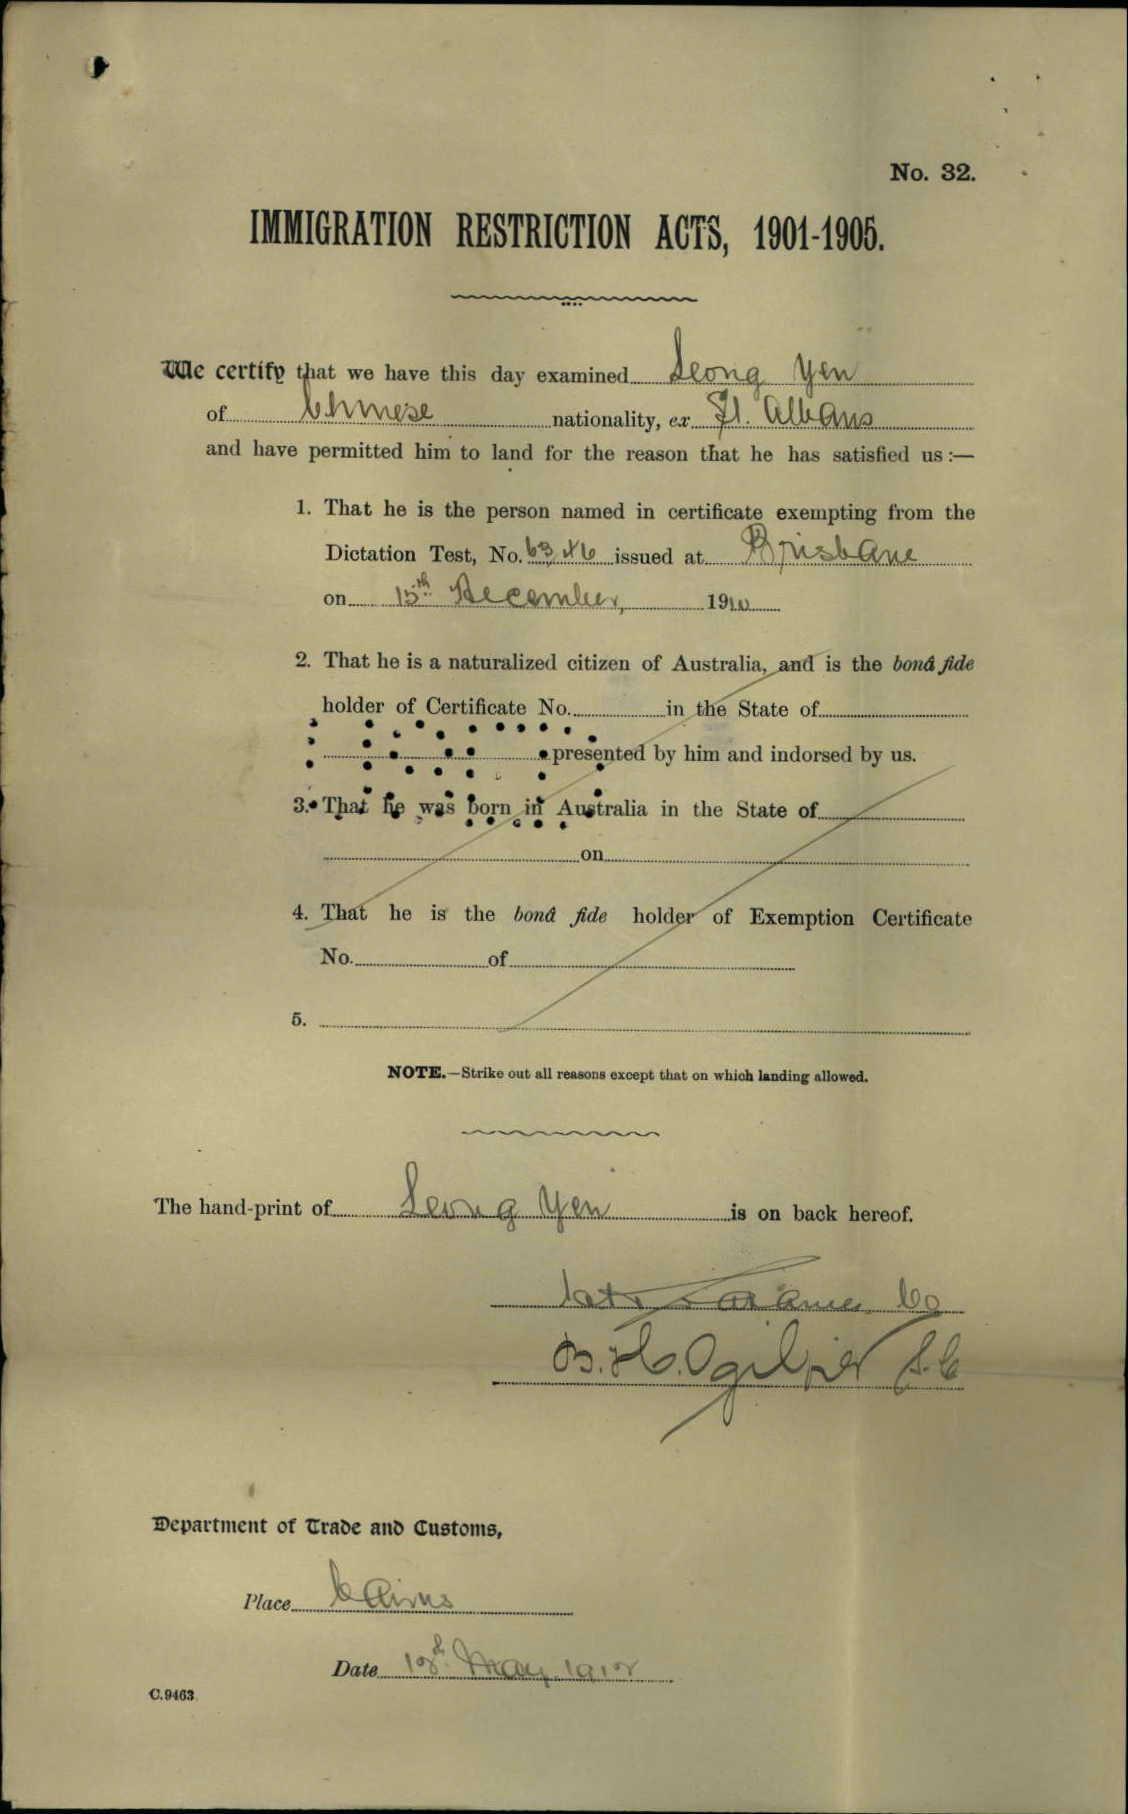 No. 32.
IMMIGRATION RESTRICTION ACTS, 1901-1905.
We certify that we have this day examined Leong Yen
of Chinese nationality, ex St. Albans
and have permitted him to land for the reason that he has satisfied us :—
1. That he is the person named in certificate exempting from the
Dictation Test, No. issued at Brisbane
on 15th December, 1910
2. That he is a naturalized citizen of Australia, and is the bonâ fide
holder of Certificate No. in the State of
presented by him and indorsed by us.
3. That he was born in Australia in the State of
on
4. That he is the bonâ fide holder of Exemption Certificate
No. of
5.
NOTE.—Strike out all reasons except that on which landing allowed.
The hand-print of Leong Yen is on back hereof.
Co
B. H. Ogilvie S.C
Department of Trade and Customs,
Place Cairns
Date May 1912
C.9463.